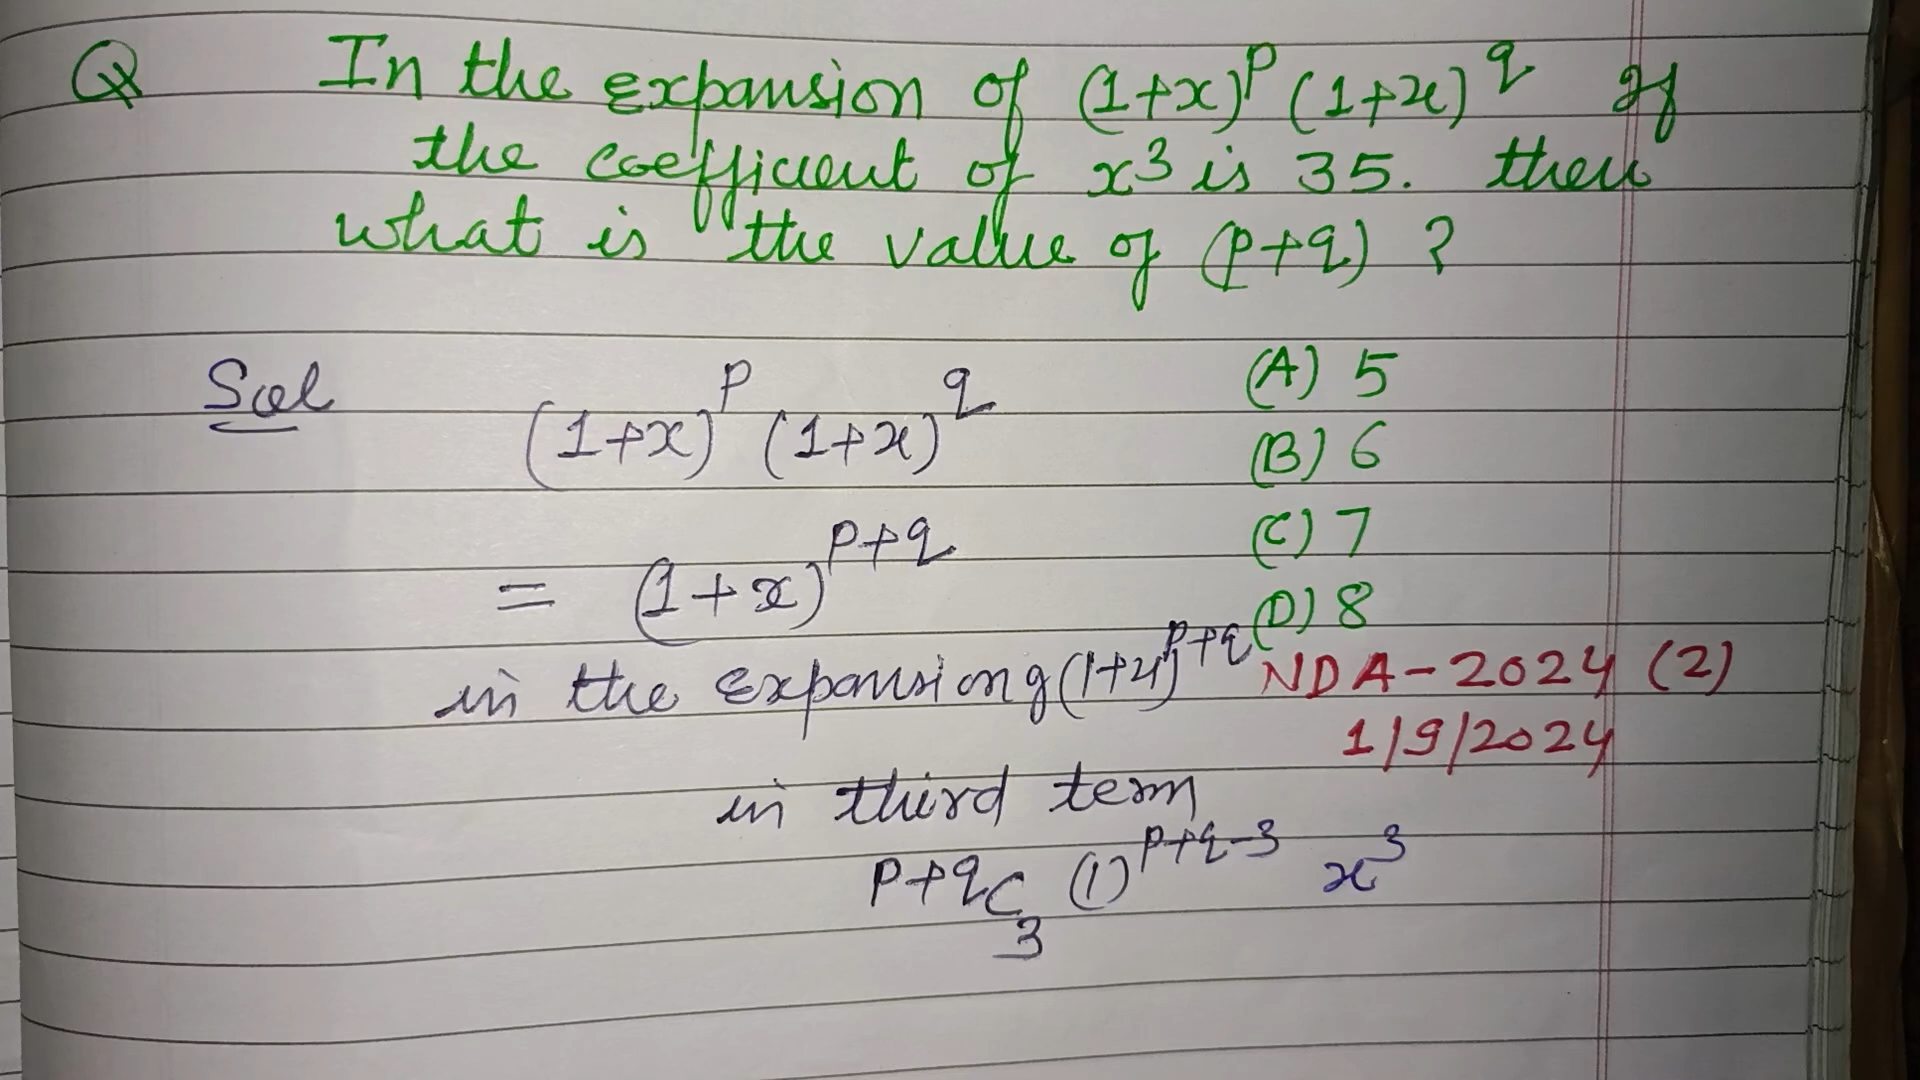 Q In the expansion of (1+x)^p (1+x)^q if
the coefficient of x^3 is 35. then
what is the value of (p+q) ?
Sol (1+x)^p (1+x)^q
(A) 5
(B) 6
= (1+x)^p+q
(C) 7
(D) 8
in the expansion of (1+x)^p+q
NDA-2024 (2)
1/9/2024
in third term
p+qC3 (1)^p+q-3 x^3